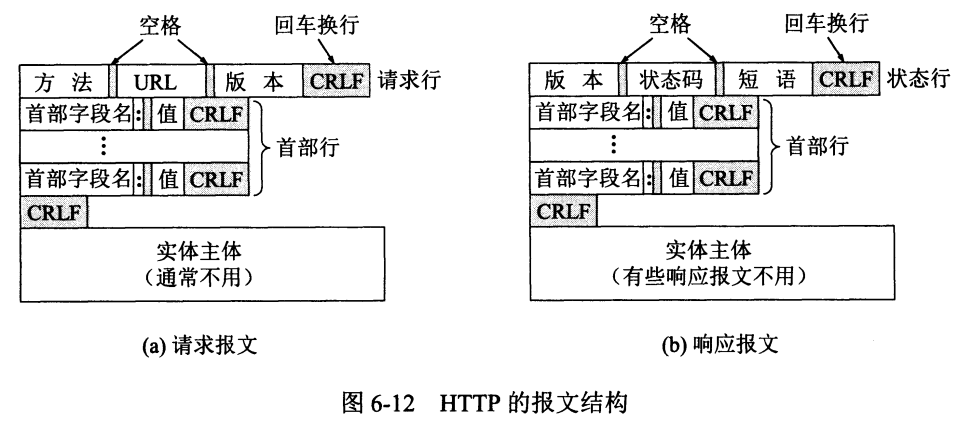 空格 回车换行
方 法 URL 版 本 CRLF 请求行
首部字段名: 值 CRLF
⋮ 首部行
首部字段名: 值 CRLF
CRLF
实体主体
（通常不用）
(a) 请求报文
空格 回车换行
版 本 状态码 短 语 CRLF 状态行
首部字段名: 值 CRLF
⋮ 首部行
首部字段名: 值 CRLF
CRLF
实体主体
（有些响应报文不用）
(b) 响应报文
图 6-12 HTTP 的报文结构